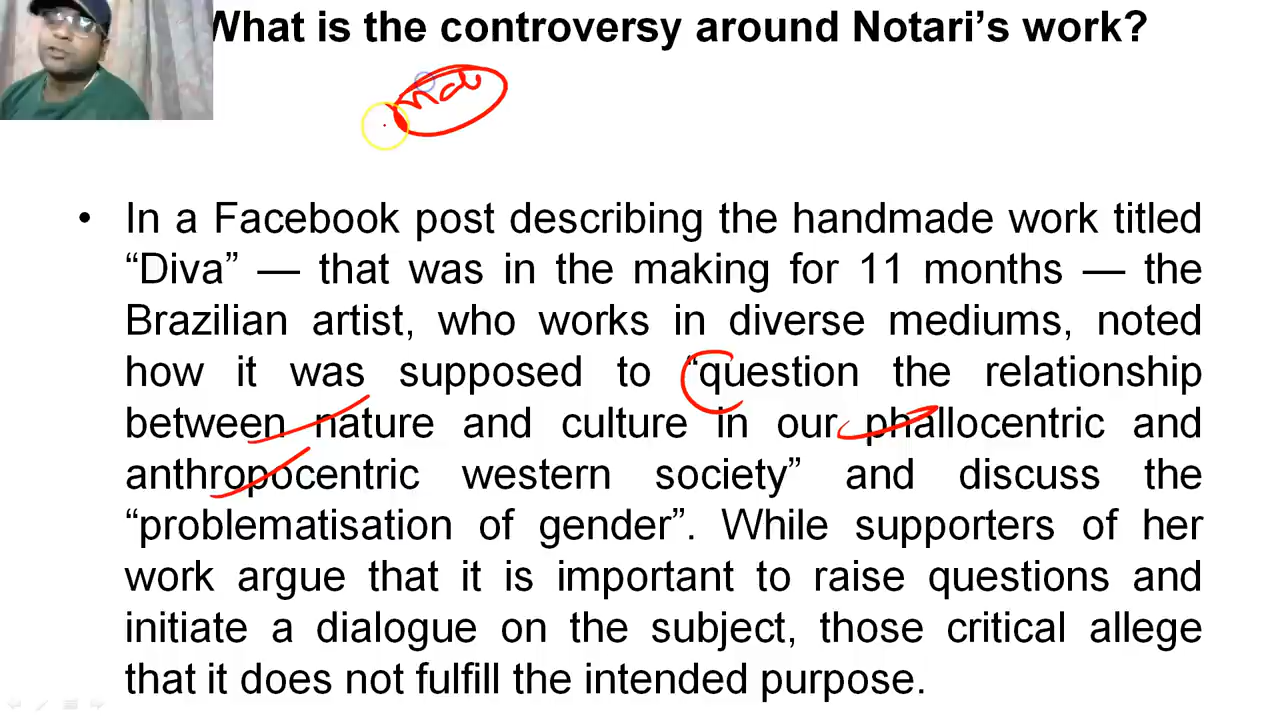 What is the controversy around Notari’s work?
• In a Facebook post describing the handmade work titled
“Diva” — that was in the making for 11 months — the
Brazilian artist, who works in diverse mediums, noted
how it was supposed to “question the relationship
between nature and culture in our phallocentric and
anthropocentric western society” and discuss the
“problematisation of gender”. While supporters of her
work argue that it is important to raise questions and
initiate a dialogue on the subject, those critical allege
that it does not fulfill the intended purpose.